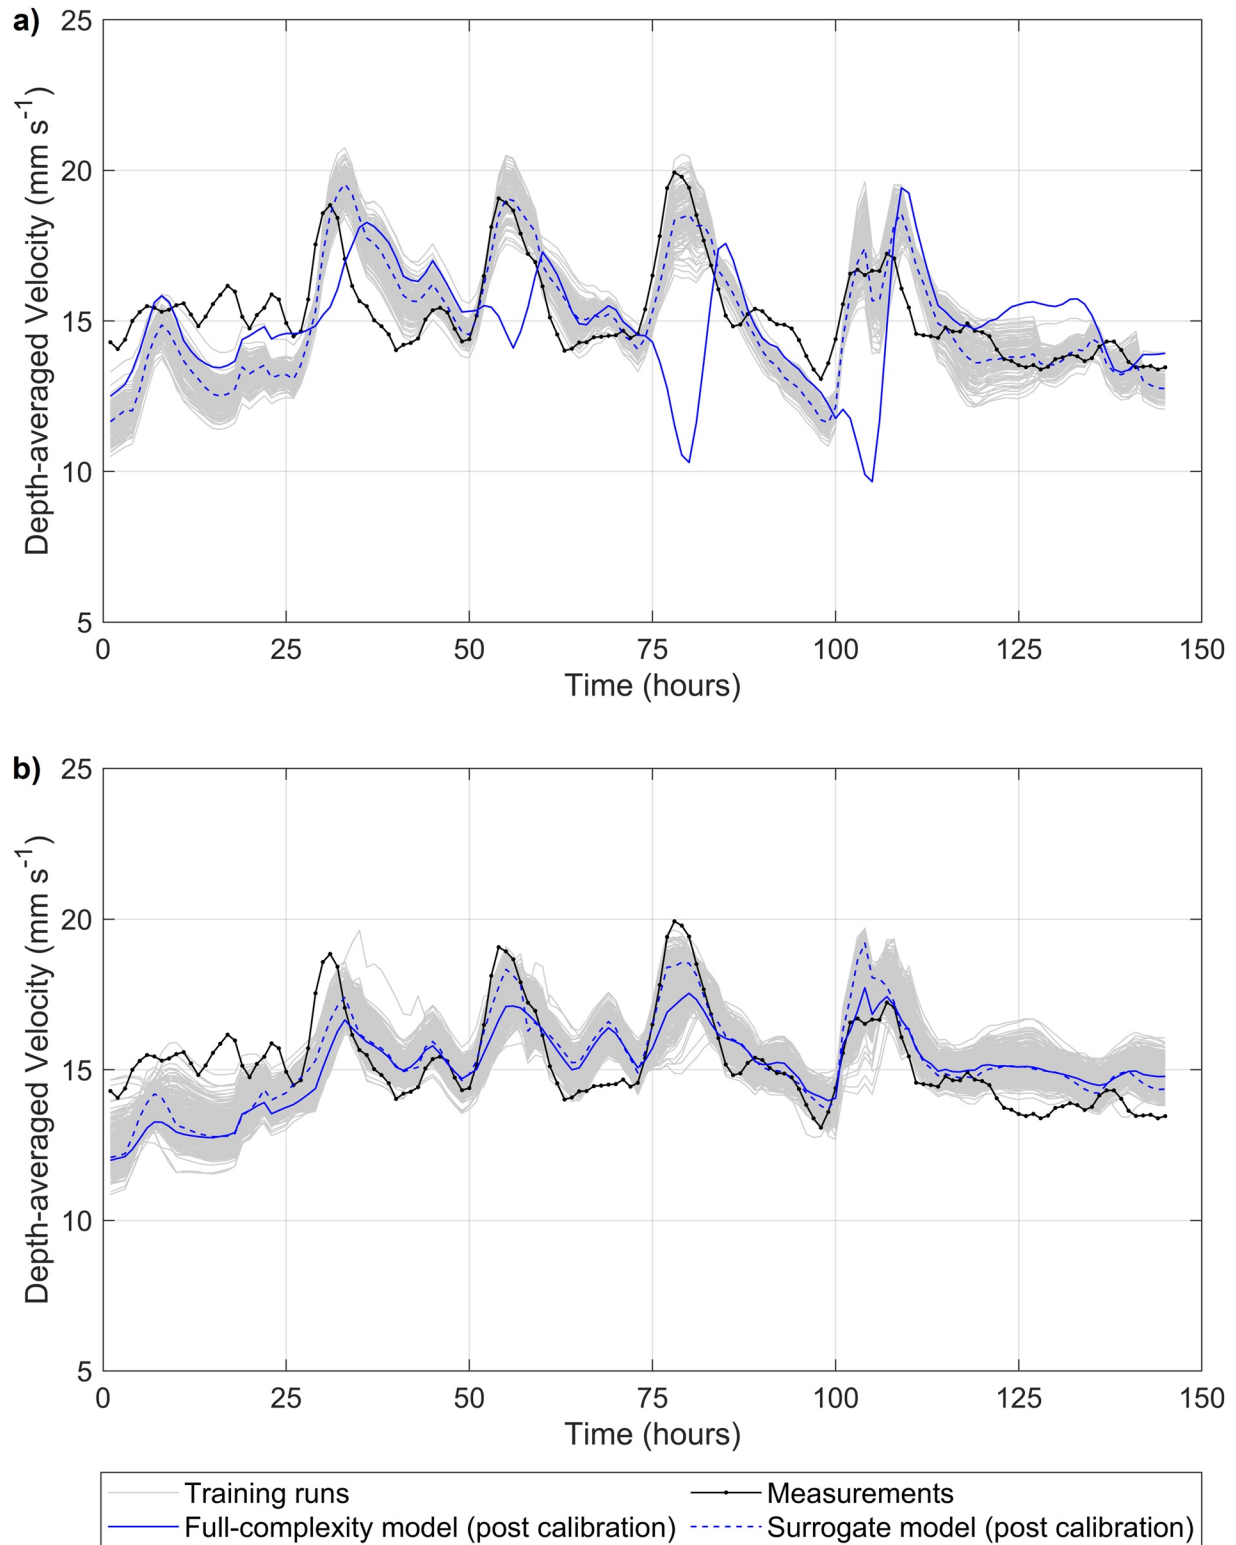 a)
25
20
15
10
5
Depth-averaged Velocity (mm s⁻¹)
0 25 50 75 100 125 150
Time (hours)
b)
25
20
15
10
5
Depth-averaged Velocity (mm s⁻¹)
0 25 50 75 100 125 150
Time (hours)
Training runs Measurements
Full-complexity model (post calibration) Surrogate model (post calibration)